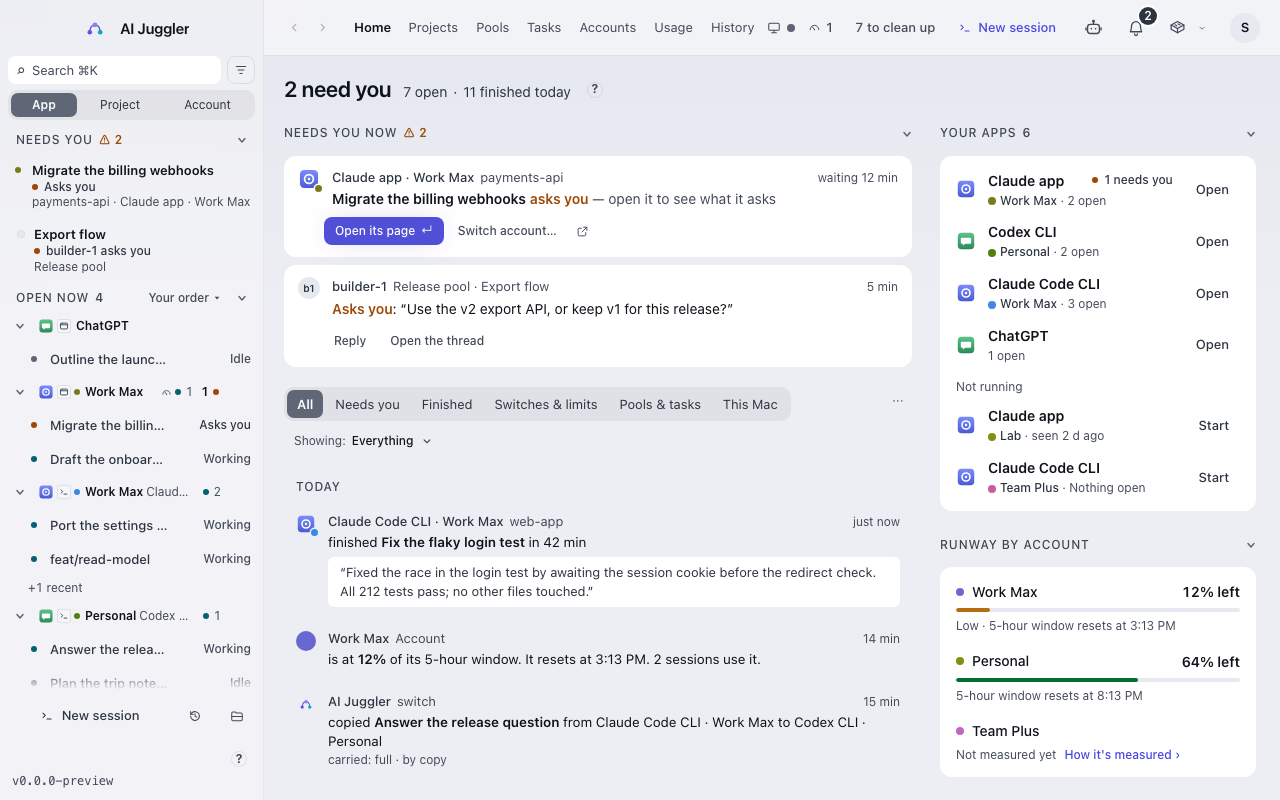 AI Juggler
Search ⌘K
App Project Account
NEEDS YOU 2
Migrate the billing webhooks
Asks you
payments-api · Claude app · Work Max
Export flow
builder-1 asks you
Release pool
OPEN NOW 4 Your order
ChatGPT
Outline the launc... Idle
Work Max 1 1
Migrate the billin... Asks you
Draft the onboar... Working
Work Max Claud... 2
Port the settings ... Working
feat/read-model Working
+1 recent
Personal Codex ... 1
Answer the relea... Working
Plan the trip note... Idle
New session
?
v0.0.0-preview
Home Projects Pools Tasks Accounts Usage History 1 7 to clean up New session 2 S
2 need you 7 open · 11 finished today ?
NEEDS YOU NOW 2
Claude app · Work Max payments-api waiting 12 min
Migrate the billing webhooks asks you — open it to see what it asks
Open its page ↵ Switch account...
b1 builder-1 Release pool · Export flow 5 min
Asks you: “Use the v2 export API, or keep v1 for this release?”
Reply Open the thread
All Needs you Finished Switches & limits Pools & tasks This Mac ...
Showing: Everything
TODAY
Claude Code CLI · Work Max web-app just now
finished Fix the flaky login test in 42 min
“Fixed the race in the login test by awaiting the session cookie before the redirect check.
All 212 tests pass; no other files touched.”
Work Max Account 14 min
is at 12% of its 5-hour window. It resets at 3:13 PM. 2 sessions use it.
AI Juggler switch 15 min
copied Answer the release question from Claude Code CLI · Work Max to Codex CLI ·
Personal
carried: full · by copy
YOUR APPS 6
Claude app 1 needs you Open
Work Max · 2 open
Codex CLI Open
Personal · 2 open
Claude Code CLI Open
Work Max · 3 open
ChatGPT Open
1 open
Not running
Claude app Start
Lab · seen 2 d ago
Claude Code CLI Start
Team Plus · Nothing open
RUNWAY BY ACCOUNT
Work Max 12% left
Low · 5-hour window resets at 3:13 PM
Personal 64% left
5-hour window resets at 8:13 PM
Team Plus
Not measured yet How it's measured ›